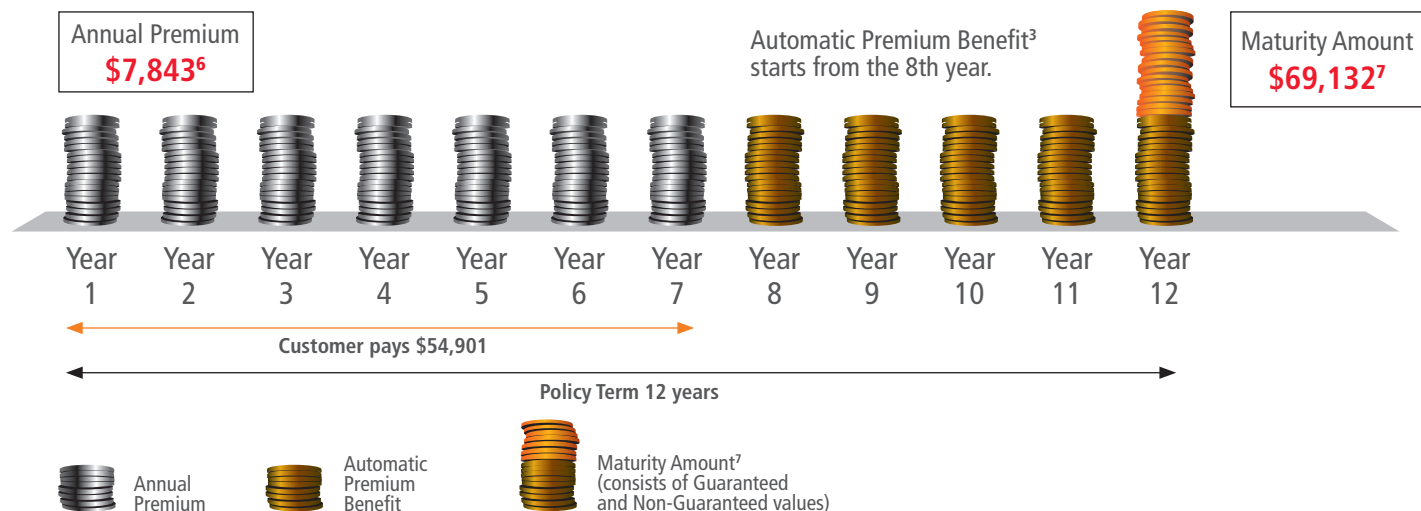 Annual Premium
$7,843⁶
Automatic Premium Benefit³
starts from the 8th year.
Maturity Amount
$69,132⁷
Year
1
Year
2
Year
3
Year
4
Year
5
Year
6
Year
7
Year
8
Year
9
Year
10
Year
11
Year
12
Customer pays $54,901
Policy Term 12 years
Annual
Premium
Automatic
Premium
Benefit
Maturity Amount⁷
(consists of Guaranteed
and Non-Guaranteed values)